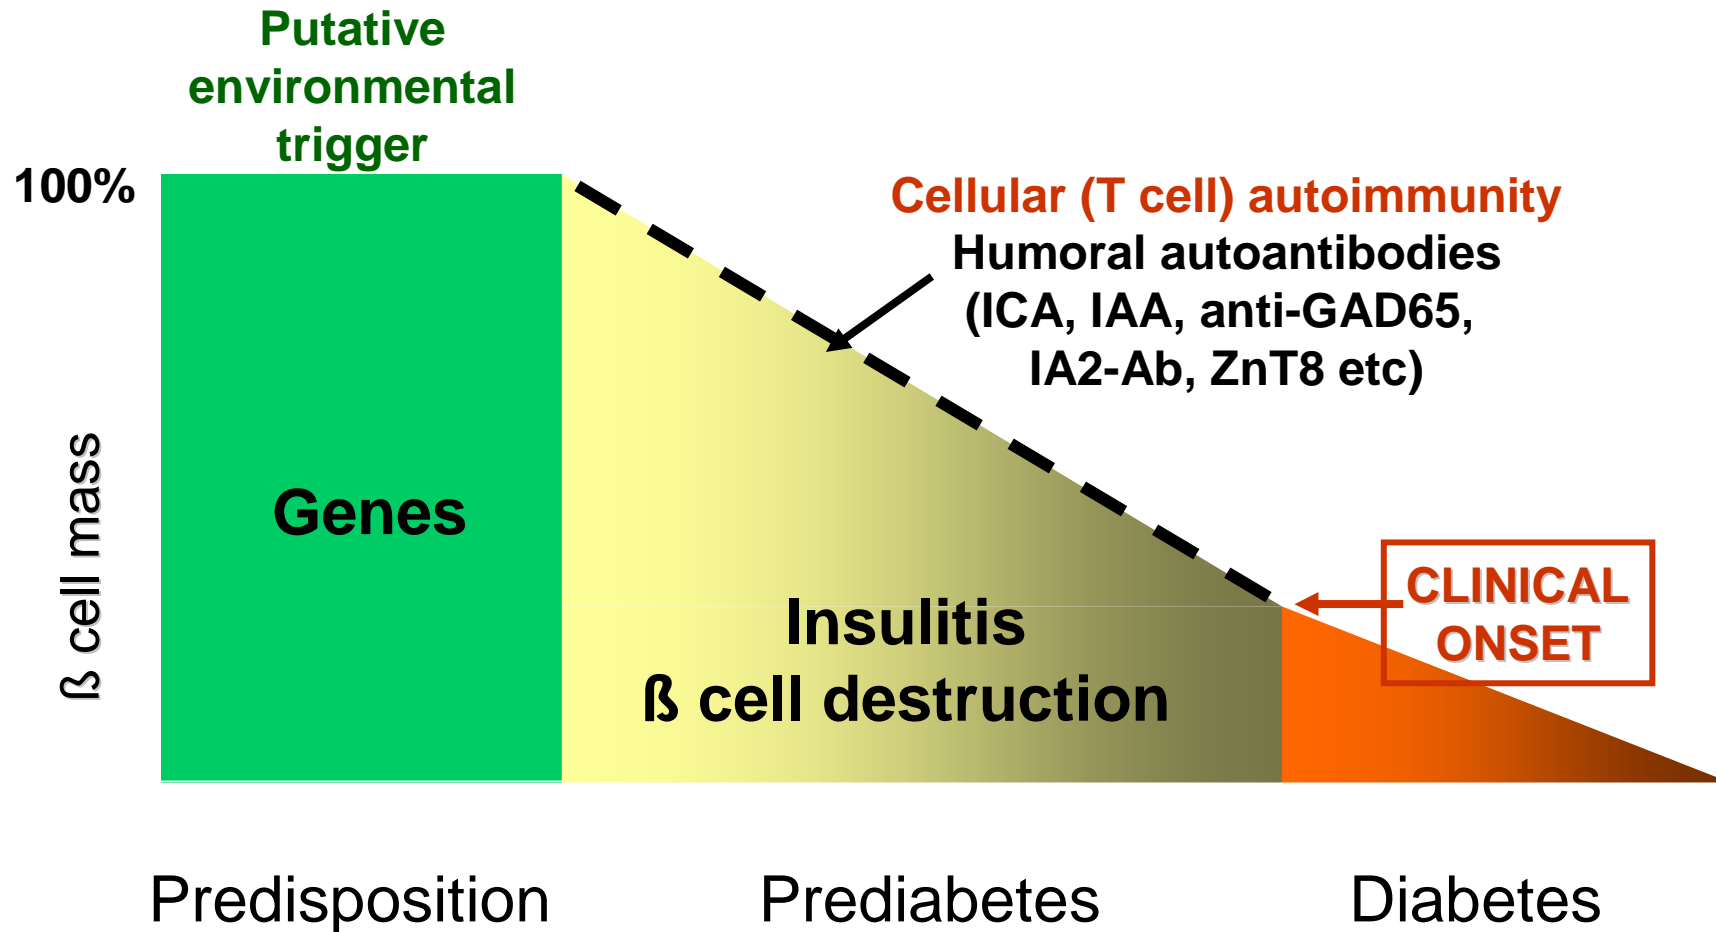 Putative
environmental
trigger
100%
Cellular (T cell) autoimmunity
Humoral autoantibodies
(ICA, IAA, anti-GAD65,
IA2-Ab, ZnT8 etc)
ß cell mass
Genes
Insulitis
ß cell destruction
CLINICAL
ONSET
Predisposition
Prediabetes
Diabetes